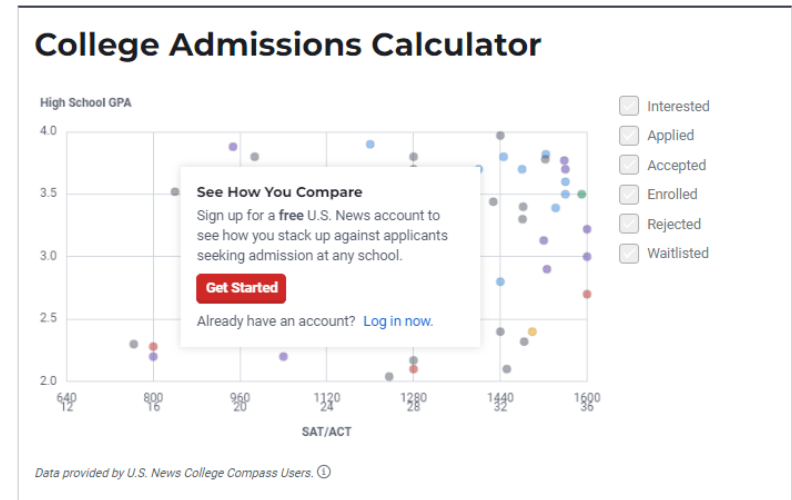 College Admissions Calculator
High School GPA
4.0
3.5
3.0
2.5
2.0
640 800 960 1120 1280 1440 1600
12 16 20 24 28 32 36
SAT/ACT
Interested
Applied
Accepted
Enrolled
Rejected
Waitlisted
See How You Compare
Sign up for a free U.S. News account to
see how you stack up against applicants
seeking admission at any school.
Get Started
Already have an account? Log in now.
Data provided by U.S. News College Compass Users.